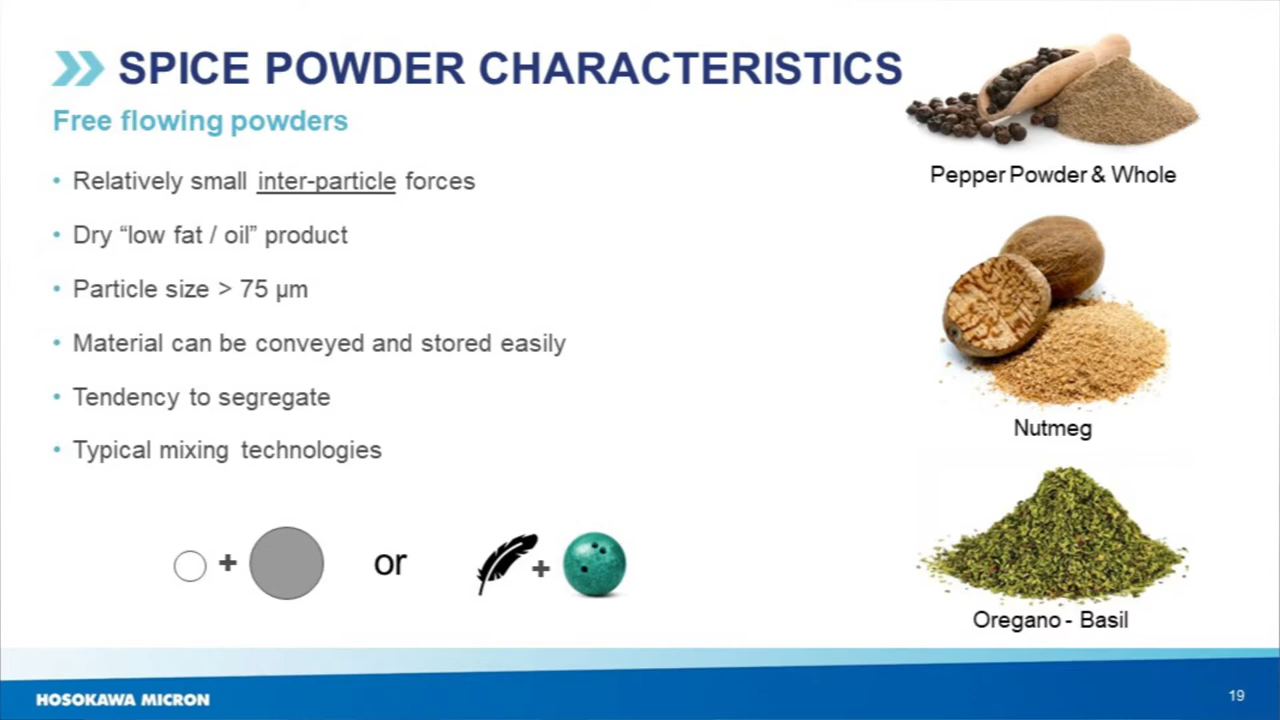 SPICE POWDER CHARACTERISTICS
Free flowing powders
• Relatively small inter-particle forces
• Dry “low fat / oil” product
• Particle size > 75 µm
• Material can be conveyed and stored easily
• Tendency to segregate
• Typical mixing technologies
+ or +
Pepper Powder & Whole
Nutmeg
Oregano - Basil
HOSOKAWA MICRON
19